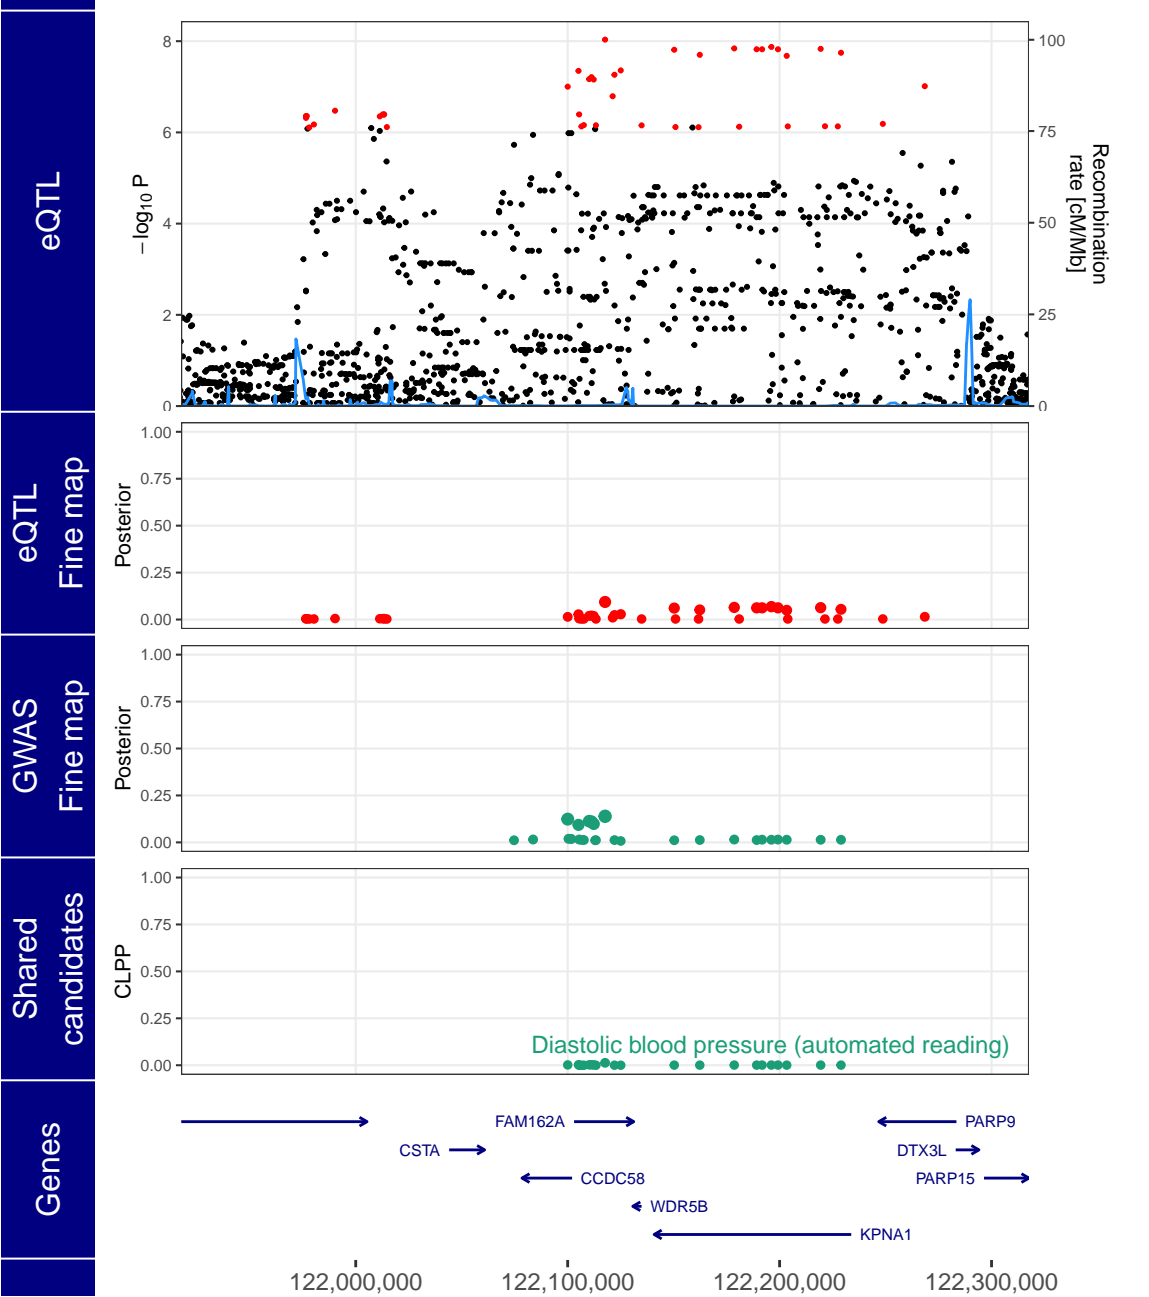 eQTL
−log10 P
8
6
4
2
0
100
75
50
25
0
Recombination
rate [cM/Mb]
eQTL
Fine map
Posterior
1.00
0.75
0.50
0.25
0.00
GWAS
Fine map
Posterior
1.00
0.75
0.50
0.25
0.00
Shared
candidates
CLPP
1.00
0.75
0.50
0.25
0.00
Diastolic blood pressure (automated reading)
Genes
FAM162A
PARP9
CSTA
DTX3L
CCDC58
PARP15
WDR5B
KPNA1
122,000,000
122,100,000
122,200,000
122,300,000